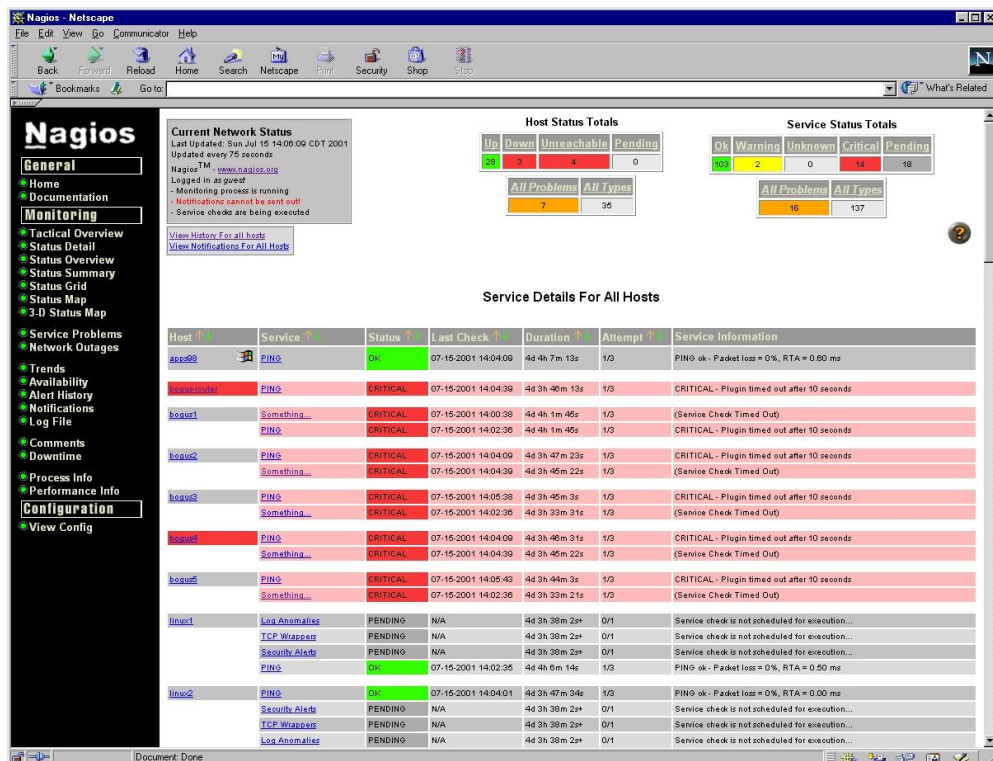 Nagios - Netscape
File Edit View Go Communicator Help
Back Forward Reload Home Search Netscape Print Security Shop Stop
N
Bookmarks Go to: What's Related
Nagios
General
Home
Documentation
Monitoring
Tactical Overview
Status Detail
Status Overview
Status Summary
Status Grid
Status Map
3-D Status Map
Service Problems
Network Outages
Trends
Availability
Alert History
Notifications
Log File
Comments
Downtime
Process Info
Performance Info
Configuration
View Config
Current Network Status
Last Updated: Sun Jul 15 14:06:09 CDT 2001
Updated every 75 seconds
Nagios™ - www.nagios.org
Logged in as guest
- Monitoring process is running
- Notifications cannot be sent out!
- Service checks are being executed
View History For all hosts
View Notifications For All Hosts
Host Status Totals
Up Down Unreachable Pending
28 3 4 0
All Problems All Types
7 35
Service Status Totals
Ok Warning Unknown Critical Pending
103 2 0 14 18
All Problems All Types
16 137
?
Service Details For All Hosts
Host Service Status Last Check Duration Attempt Service Information
apps98 PING OK 07-15-2001 14:04:09 4d 4h 7m 13s 1/3 PING ok - Packet loss = 0%, RTA = 0.60 ms
bogus-router PING CRITICAL 07-15-2001 14:04:39 4d 3h 46m 13s 1/3 CRITICAL - Plugin timed out after 10 seconds
bogus1 Something... CRITICAL 07-15-2001 14:00:38 4d 4h 1m 45s 1/3 (Service Check Timed Out)
PING CRITICAL 07-15-2001 14:02:36 4d 4h 1m 45s 1/3 CRITICAL - Plugin timed out after 10 seconds
bogus2 PING CRITICAL 07-15-2001 14:04:09 4d 3h 47m 23s 1/3 CRITICAL - Plugin timed out after 10 seconds
Something... CRITICAL 07-15-2001 14:04:39 4d 3h 45m 22s 1/3 (Service Check Timed Out)
bogus3 PING CRITICAL 07-15-2001 14:05:38 4d 3h 45m 3s 1/3 CRITICAL - Plugin timed out after 10 seconds
Something... CRITICAL 07-15-2001 14:02:36 4d 3h 33m 31s 1/3 (Service Check Timed Out)
bogus4 PING CRITICAL 07-15-2001 14:04:09 4d 3h 46m 31s 1/3 CRITICAL - Plugin timed out after 10 seconds
Something... CRITICAL 07-15-2001 14:04:39 4d 3h 45m 22s 1/3 (Service Check Timed Out)
bogus5 PING CRITICAL 07-15-2001 14:05:43 4d 3h 44m 3s 1/3 CRITICAL - Plugin timed out after 10 seconds
Something... CRITICAL 07-15-2001 14:02:36 4d 3h 33m 21s 1/3 (Service Check Timed Out)
linux1 Log Anomalies PENDING N/A 4d 3h 38m 2s+ 0/1 Service check is not scheduled for execution...
TCP Wrappers PENDING N/A 4d 3h 38m 2s+ 0/1 Service check is not scheduled for execution...
Security Alerts PENDING N/A 4d 3h 38m 2s+ 0/1 Service check is not scheduled for execution...
PING OK 07-15-2001 14:02:35 4d 4h 6m 14s 1/3 PING ok - Packet loss = 0%, RTA = 0.50 ms
linux2 PING OK 07-15-2001 14:04:01 4d 3h 47m 34s 1/3 PING ok - Packet loss = 0%, RTA = 0.00 ms
Security Alerts PENDING N/A 4d 3h 38m 2s+ 0/1 Service check is not scheduled for execution...
TCP Wrappers PENDING N/A 4d 3h 38m 2s+ 0/1 Service check is not scheduled for execution...
Log Anomalies PENDING N/A 4d 3h 38m 2s+ 0/1 Service check is not scheduled for execution...
Document: Done